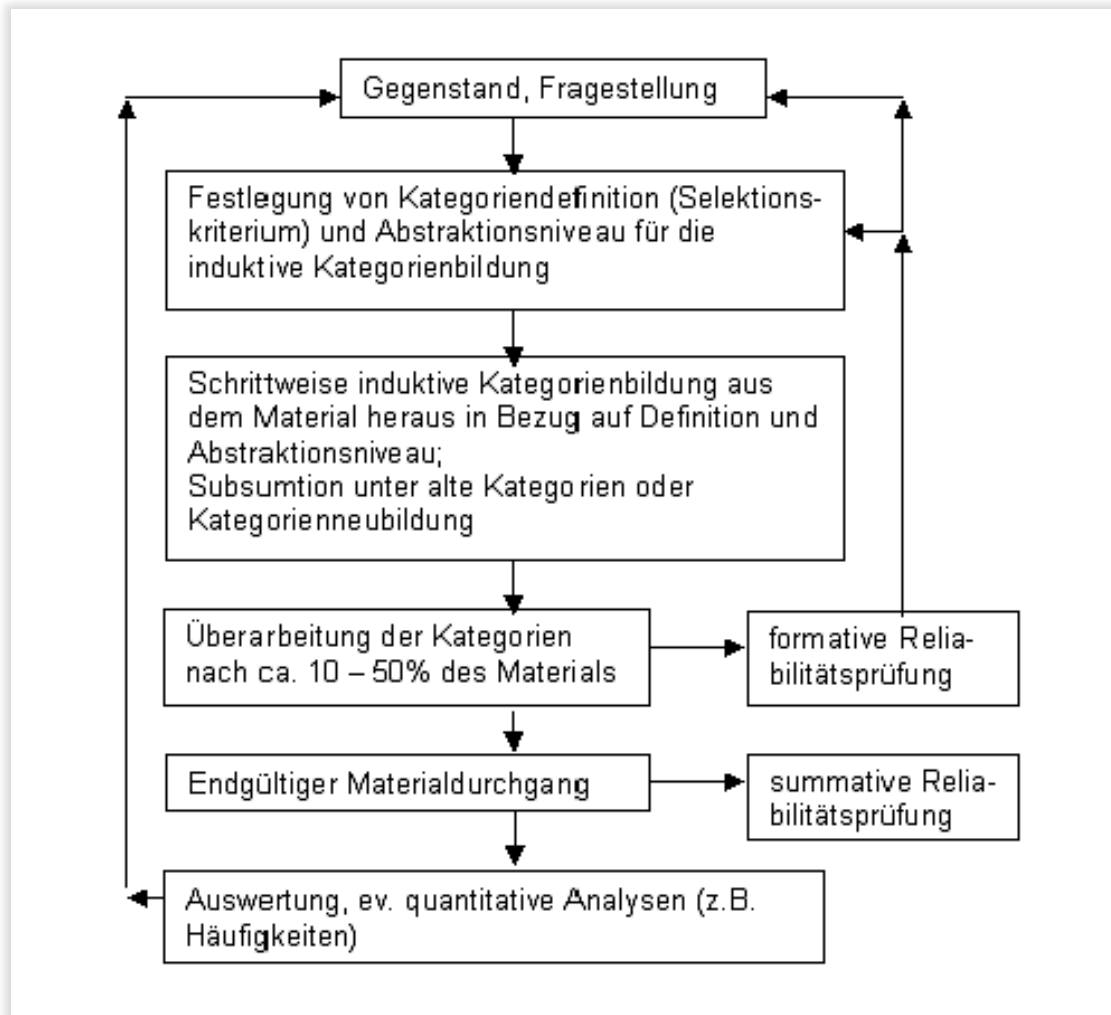 Gegenstand, Fragestellung
Festlegung von Kategoriendefinition (Selektions-
kriterium) und Abstraktionsniveau für die
induktive Kategorienbildung
Schrittweise induktive Kategorienbildung aus
dem Material heraus in Bezug auf Definition und
Abstraktionsniveau;
Subsumtion unter alte Kategorien oder
Kategorienneubildung
Überarbeitung der Kategorien
nach ca. 10 – 50% des Materials
formative Relia-
bilitätsprüfung
Endgültiger Materialdurchgang
summative Relia-
bilitätsprüfung
Auswertung, ev. quantitative Analysen (z.B.
Häufigkeiten)